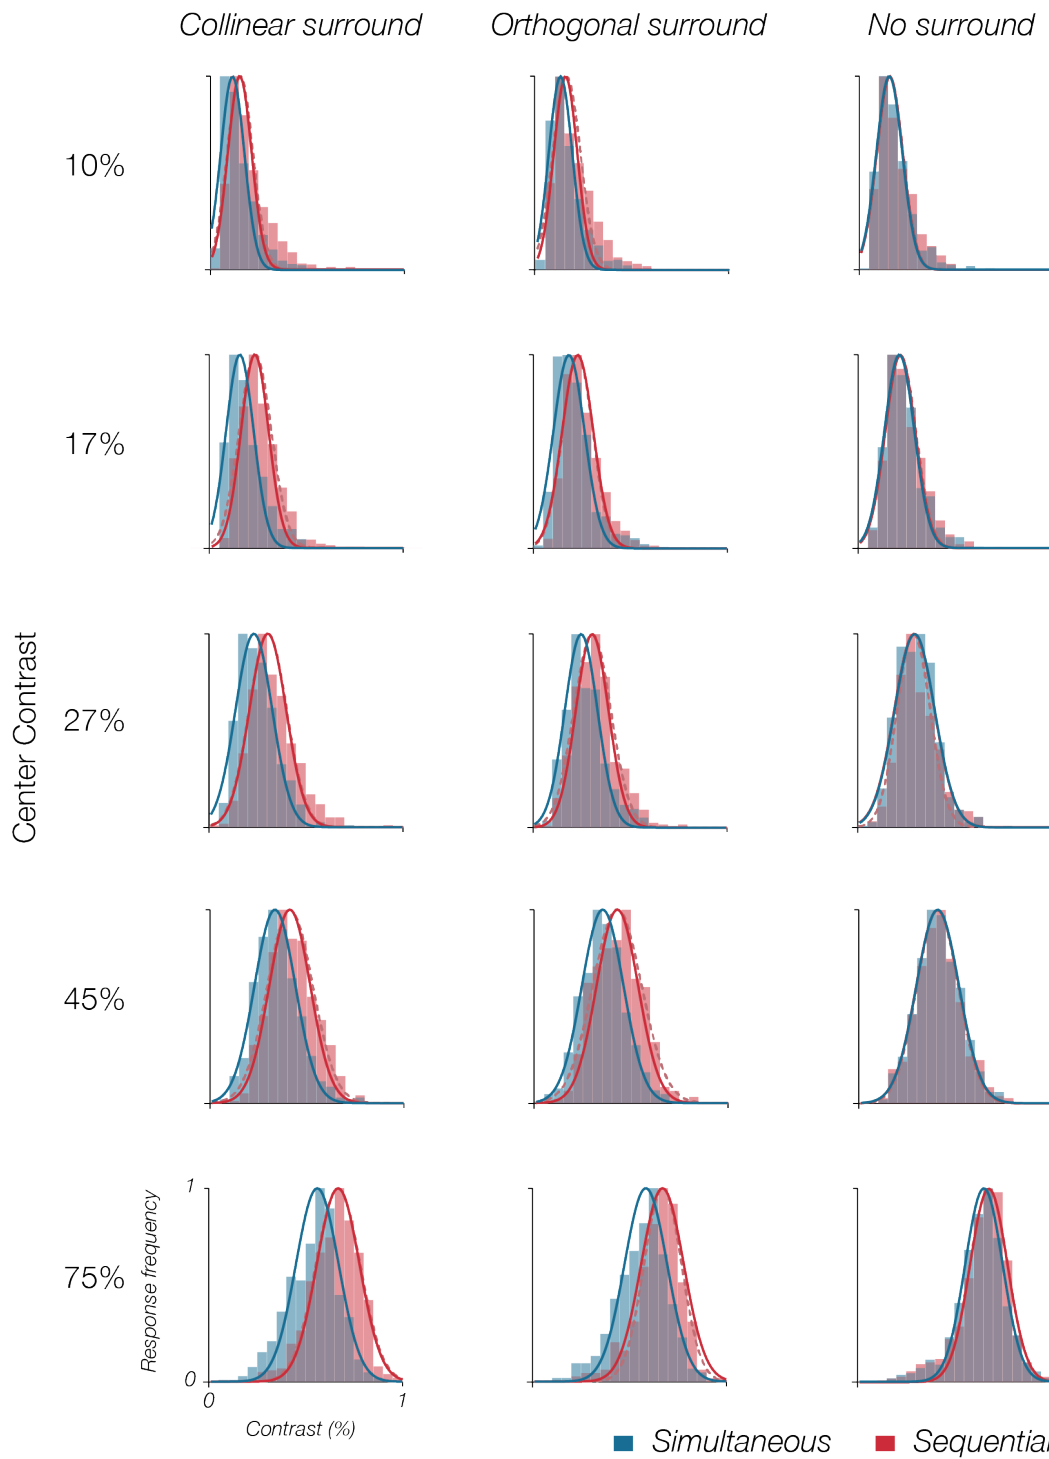 Collinear surround
Orthogonal surround
No surround
10%
17%
27%
45%
75%
Center Contrast
Response frequency
1
0
0
1
Contrast (%)
Simultaneous
Sequential